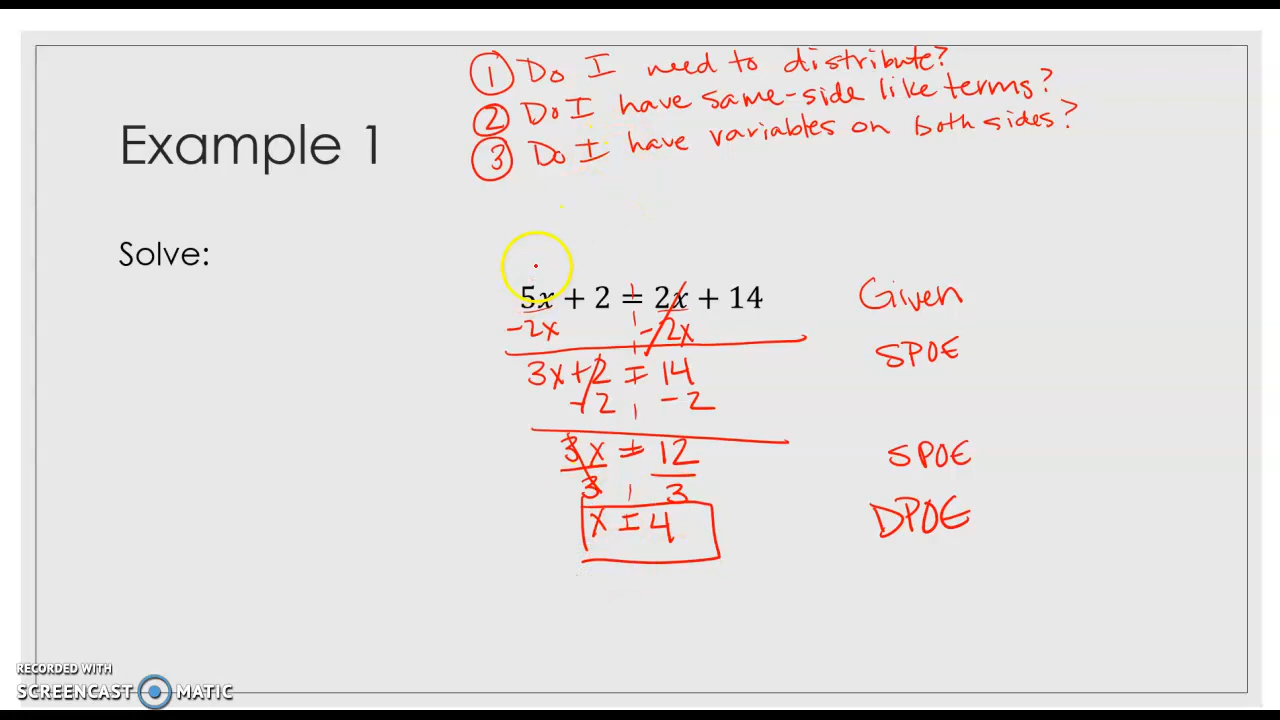 ① Do I need to distribute?
② Do I have same-side like terms?
③ Do I have variables on both sides?
Example 1
Solve:
5x + 2 = 2x + 14 Given
-2x -2x SPOE
3x + 2 = 14
-2 -2
3x = 12 SPOE
3 3
x = 4 DPOE
RECORDED WITH
SCREENCAST MATIC